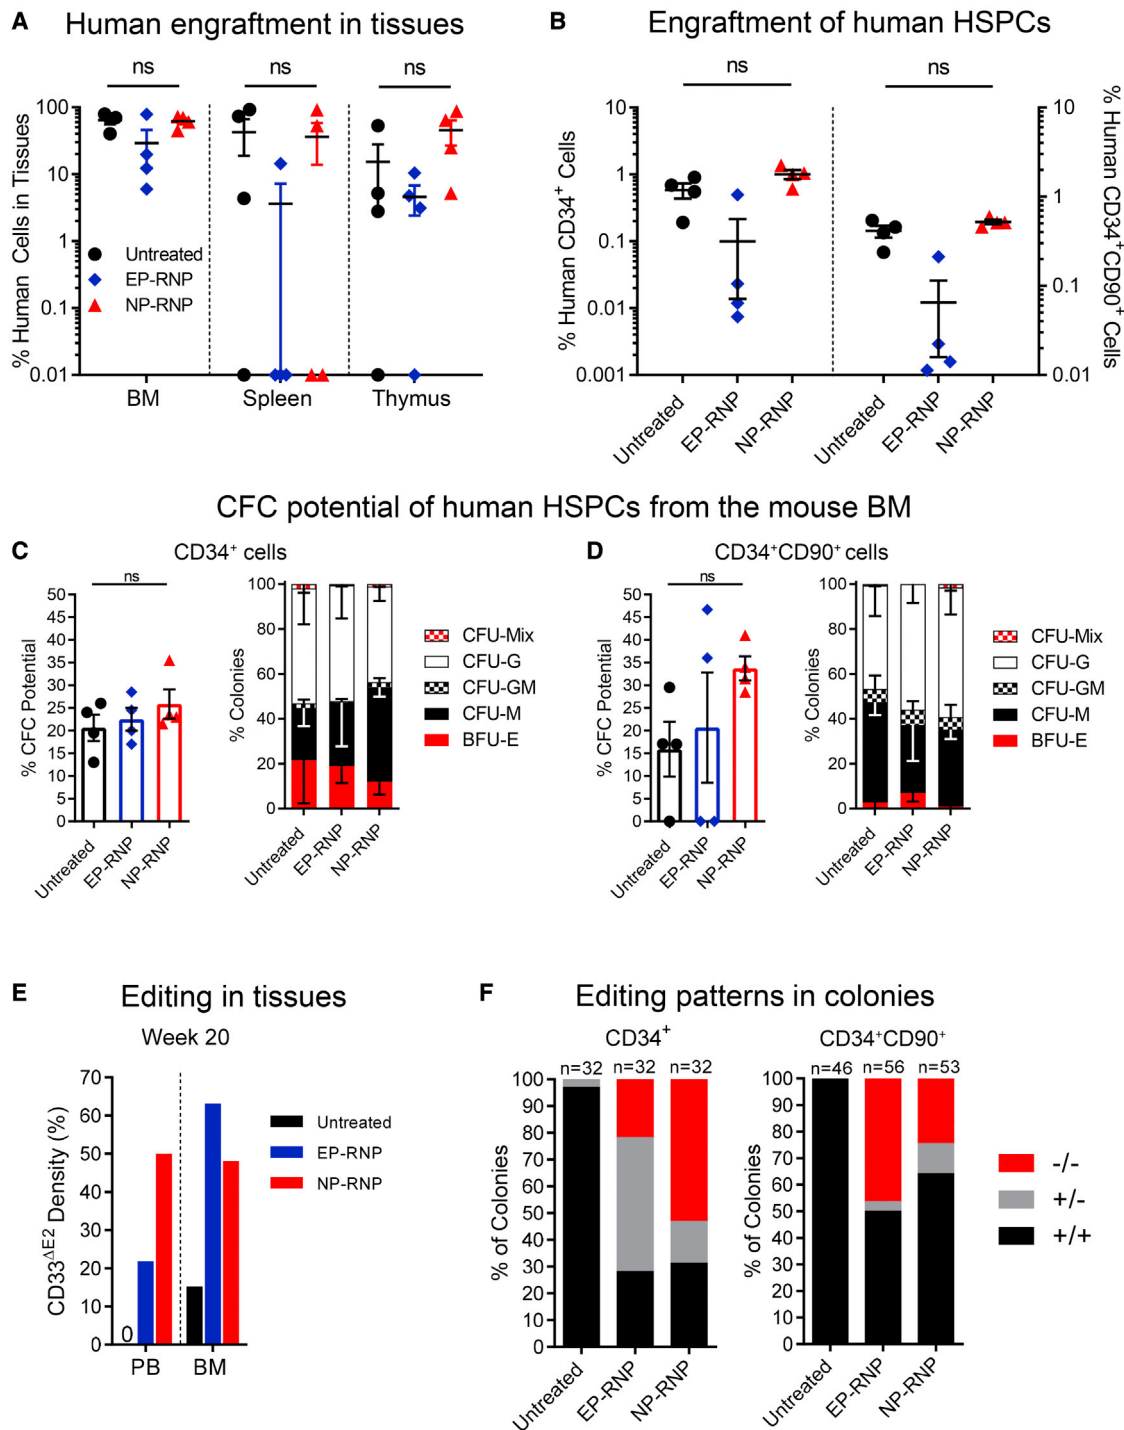 A Human engraftment in tissues
ns ns ns
% Human Cells in Tissues
100
10
1
0.1
0.01
Untreated
EP-RNP
NP-RNP
BM Spleen Thymus
B Engraftment of human HSPCs
ns ns
% Human CD34+ Cells
10
1
0.1
0.01
0.001
% Human CD34+CD90+ Cells
10
1
0.1
0.01
Untreated EP-RNP NP-RNP Untreated EP-RNP NP-RNP
CFC potential of human HSPCs from the mouse BM
C CD34+ cells
ns
% CFC Potential
50
45
40
35
30
25
20
15
10
5
0
Untreated EP-RNP NP-RNP
% Colonies
100
80
60
40
20
0
Untreated EP-RNP NP-RNP
CFU-Mix
CFU-G
CFU-GM
CFU-M
BFU-E
D CD34+CD90+ cells
ns
% CFC Potential
50
45
40
35
30
25
20
15
10
5
0
Untreated EP-RNP NP-RNP
% Colonies
100
80
60
40
20
0
Untreated EP-RNP NP-RNP
CFU-Mix
CFU-G
CFU-GM
CFU-M
BFU-E
E Editing in tissues
Week 20
CD33ΔE2 Density (%)
70
60
50
40
30
20
10
0
0
PB BM
Untreated
EP-RNP
NP-RNP
F Editing patterns in colonies
CD34+
n=32 n=32 n=32
% of Colonies
100
90
80
70
60
50
40
30
20
10
0
Untreated EP-RNP NP-RNP
CD34+CD90+
n=46 n=56 n=53
% of Colonies
100
90
80
70
60
50
40
30
20
10
0
Untreated EP-RNP NP-RNP
-/-
+/-
+/+